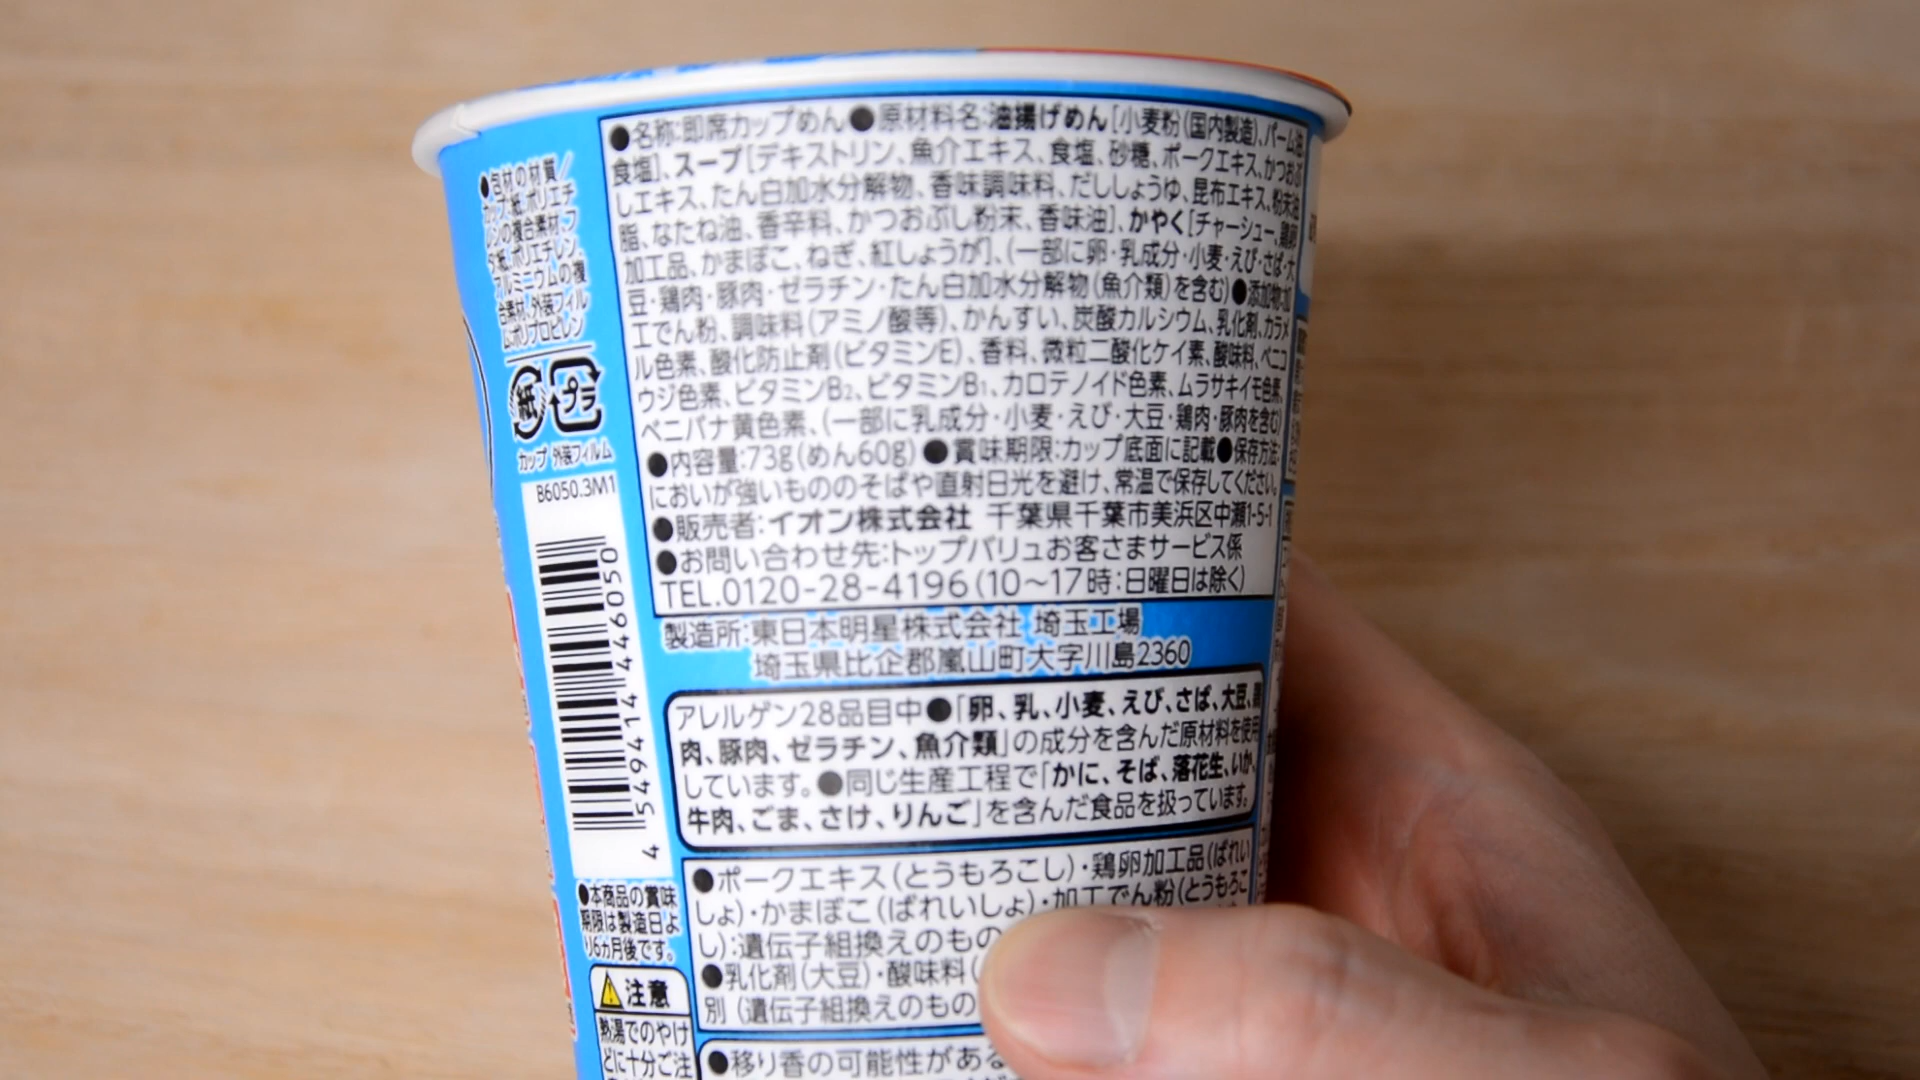 ●名称:即席カップめん●原材料名:油揚げめん[小麦粉(国内製造)、パーム油、
食塩]、スープ[デキストリン、魚介エキス、食塩、砂糖、ポークエキス、かつおぶ
しエキス、たん白加水分解物、香味調味料、だししょうゆ、昆布エキス、粉末油
脂、なたね油、香辛料、かつおぶし粉末、香味油]、かやく[チャーシュー、鶏卵
加工品、かまぼこ、ねぎ、紅しょうが]、(一部に卵・乳成分・小麦・えび・さば・大
豆・鶏肉・豚肉・ゼラチン・たん白加水分解物(魚介類)を含む)●添加物:加
工でん粉、調味料(アミノ酸等)、かんすい、炭酸カルシウム、乳化剤、カラメ
ル色素、酸化防止剤(ビタミンE)、香料、微粒二酸化ケイ素、酸味料、ベニコ
ウジ色素、ビタミンB2、ビタミンB1、カロテノイド色素、ムラサキイモ色素、
ベニバナ黄色素、(一部に乳成分・小麦・えび・大豆・鶏肉・豚肉を含む)
●内容量:73g(めん60g)●賞味期限:カップ底面に記載●保存方法:
においが強いもののそばや直射日光を避け、常温で保存してください。
●販売者:イオン株式会社 千葉県千葉市美浜区中瀬1-5-1
●お問い合わせ先:トップバリュお客さまサービス係
TEL.0120-28-4196(10～17時:日曜日は除く)
製造所:東日本明星株式会社 埼玉工場
埼玉県比企郡嵐山町大字川島2360
アレルゲン28品目中●「卵、乳、小麦、えび、さば、大豆、鶏
肉、豚肉、ゼラチン、魚介類」の成分を含んだ原材料を使用
しています。●同じ生産工程で「かに、そば、落花生、いか、
牛肉、ごま、さけ、りんご」を含んだ食品を扱っています。
●ポークエキス(とうもろこし)・鶏卵加工品(ばれい
しょ)・かまぼこ(ばれいしょ)・加工でん粉(とうもろこ
し):遺伝子組換えのもの
●乳化剤(大豆)・酸味料(
別(遺伝子組換えのもの
●移り香の可能性がある
●包材の材質/
カップ:紙、ポリエチ
レンの複合素材、フ
タ:紙、ポリエチレン、
アルミニウムの複
合素材、外装フィル
ム:ポリプロピレン
紙 プラ
カップ 外装フィルム
B6050.3M1
4 549414 446050
●本商品の賞味
期限は製造日よ
り6カ月後です。
注意
熱湯でのやけ
どに十分ご注